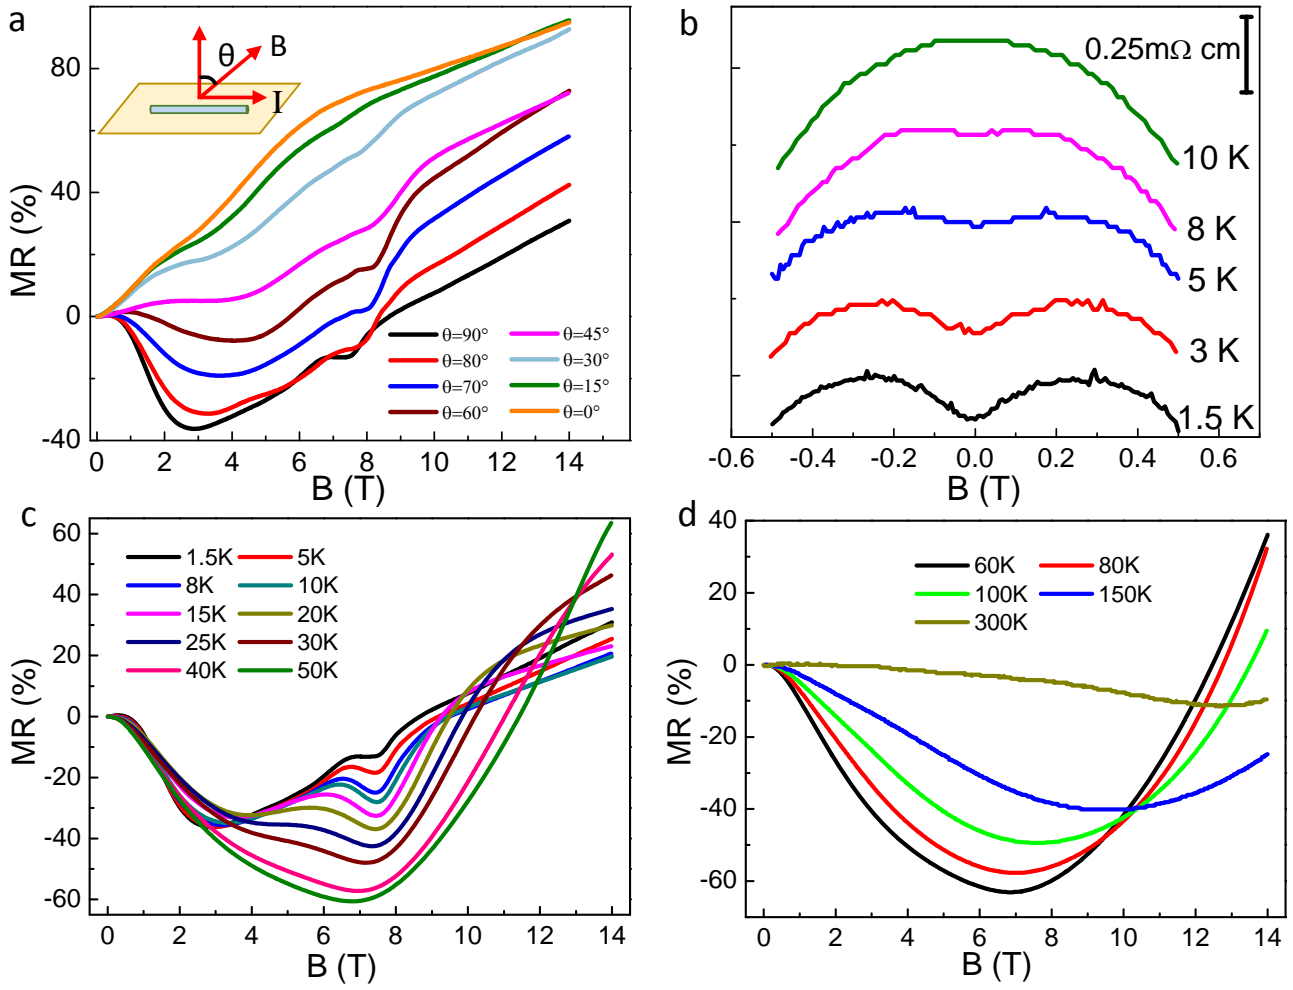 a
80
40
0
-40
MR (%)
θ
B
I
θ=90° θ=45°
θ=80° θ=30°
θ=70° θ=15°
θ=60° θ=0°
0 2 4 6 8 10 12 14
B (T)
b
0.25mΩ cm
10 K
8 K
5 K
3 K
1.5 K
-0.6 -0.4 -0.2 0.0 0.2 0.4 0.6
B (T)
c
60
40
20
0
-20
-40
-60
MR (%)
1.5K 5K
8K 10K
15K 20K
25K 30K
40K 50K
0 2 4 6 8 10 12 14
B (T)
d
40
20
0
-20
-40
-60
MR (%)
60K 80K
100K 150K
300K
0 2 4 6 8 10 12 14
B (T)